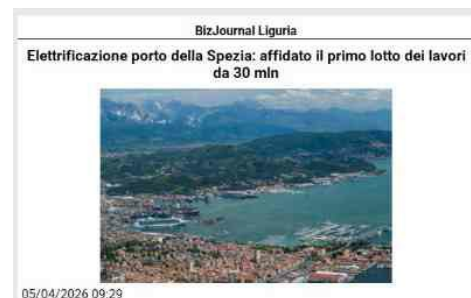 BizJournal Liguria
Elettrificazione porto della Spezia: affidato il primo lotto dei lavori
da 30 mln
05/04/2026 09:29